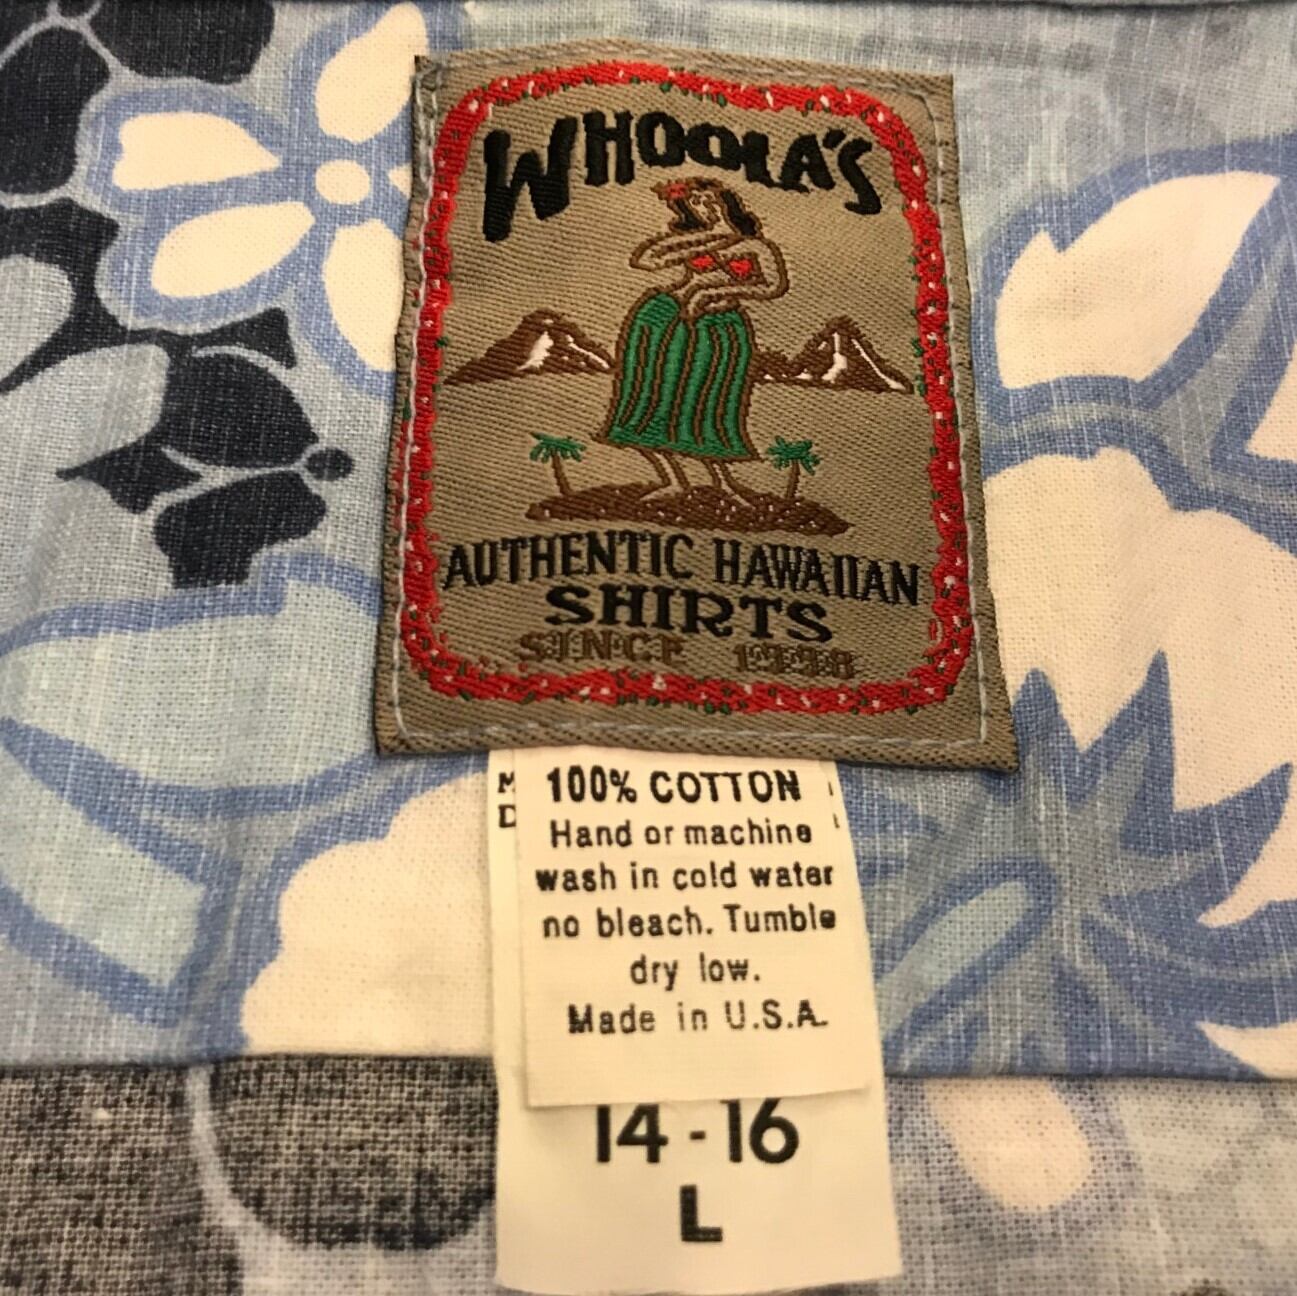 WHOOLA'S
AUTHENTIC HAWAIIAN
SHIRTS
SINCE
100% COTTON
Hand or machine
wash in cold water
no bleach. Tumble
dry low.
Made in U.S.A.
14 - 16
L